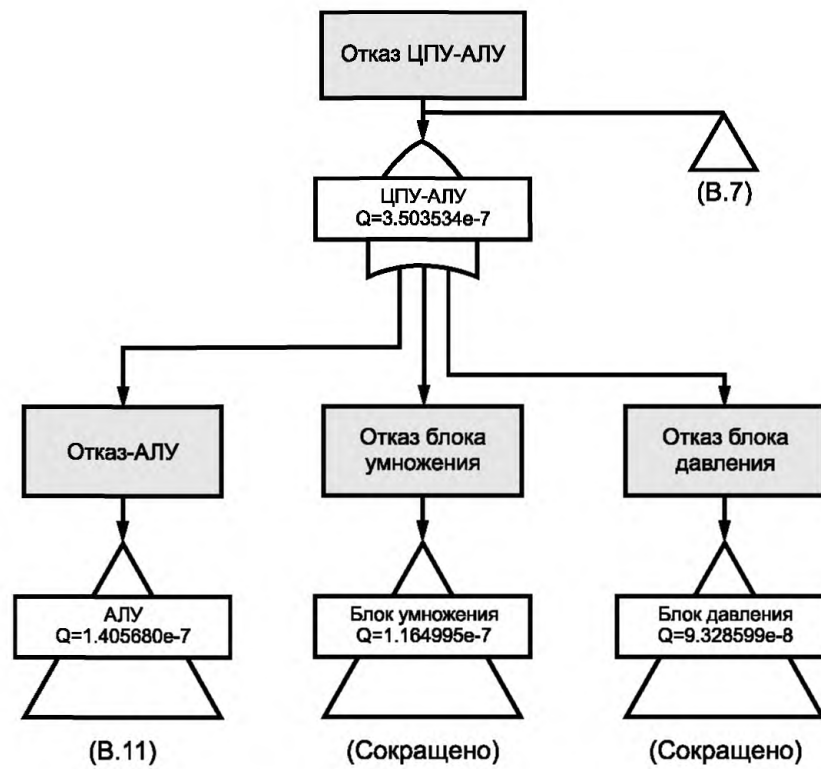 Отказ ЦПУ-АЛУ
(В.7)
ЦПУ-АЛУ
Q=3.503534e-7
Отказ-АЛУ
Отказ блока
умножения
Отказ блока
давления
АЛУ
Q=1.405680e-7
Блок умножения
Q=1.164995e-7
Блок давления
Q=9.328599e-8
(В.11)
(Сокращено)
(Сокращено)